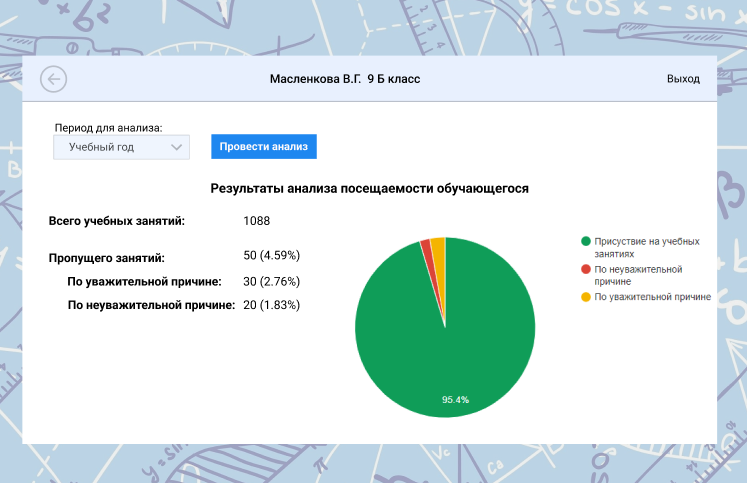 y=cos x - sin x
Масленкова В.Г.  9 Б класс
Выход
Период для анализа:
Учебный год
Провести анализ
Результаты анализа посещаемости обучающегося
Всего учебных занятий: 1088
Пропущего занятий: 50 (4.59%)
По уважительной причине: 30 (2.76%)
По неуважительной причине: 20 (1.83%)
Присуствие на учебных
занятиях
По неуважительной
причине
По уважительной причине
95.4%